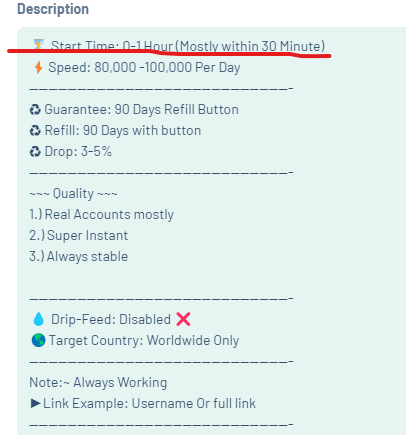 Description
⏳ Start Time: 0-1 Hour (Mostly within 30 Minute)
⚡ Speed: 80,000 -100,000 Per Day
————————————————————-
♻ Guarantee: 90 Days Refill Button
♻ Refill: 90 Days with button
♻ Drop: 3-5%
————————————————————-
~~~ Quality ~~~
1.) Real Accounts mostly
2.) Super Instant
3.) Always stable
————————————————————-
💧 Drip-Feed: Disabled ❌
🌎 Target Country: Worldwide Only
————————————————————-
Note:~ Always Working
►Link Example: Username Or full link
————————————————————-